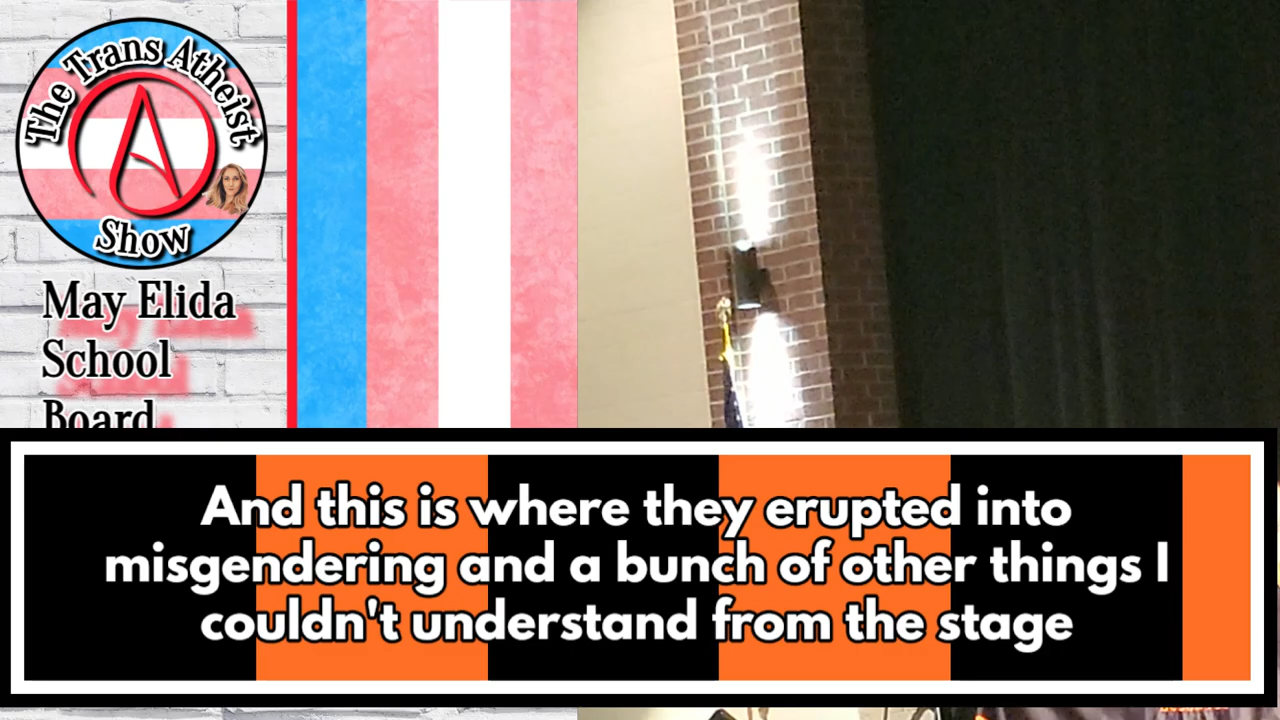 The Trans Atheist
Show
May Elida
School
Board
And this is where they erupted into
misgendering and a bunch of other things I
couldn't understand from the stage